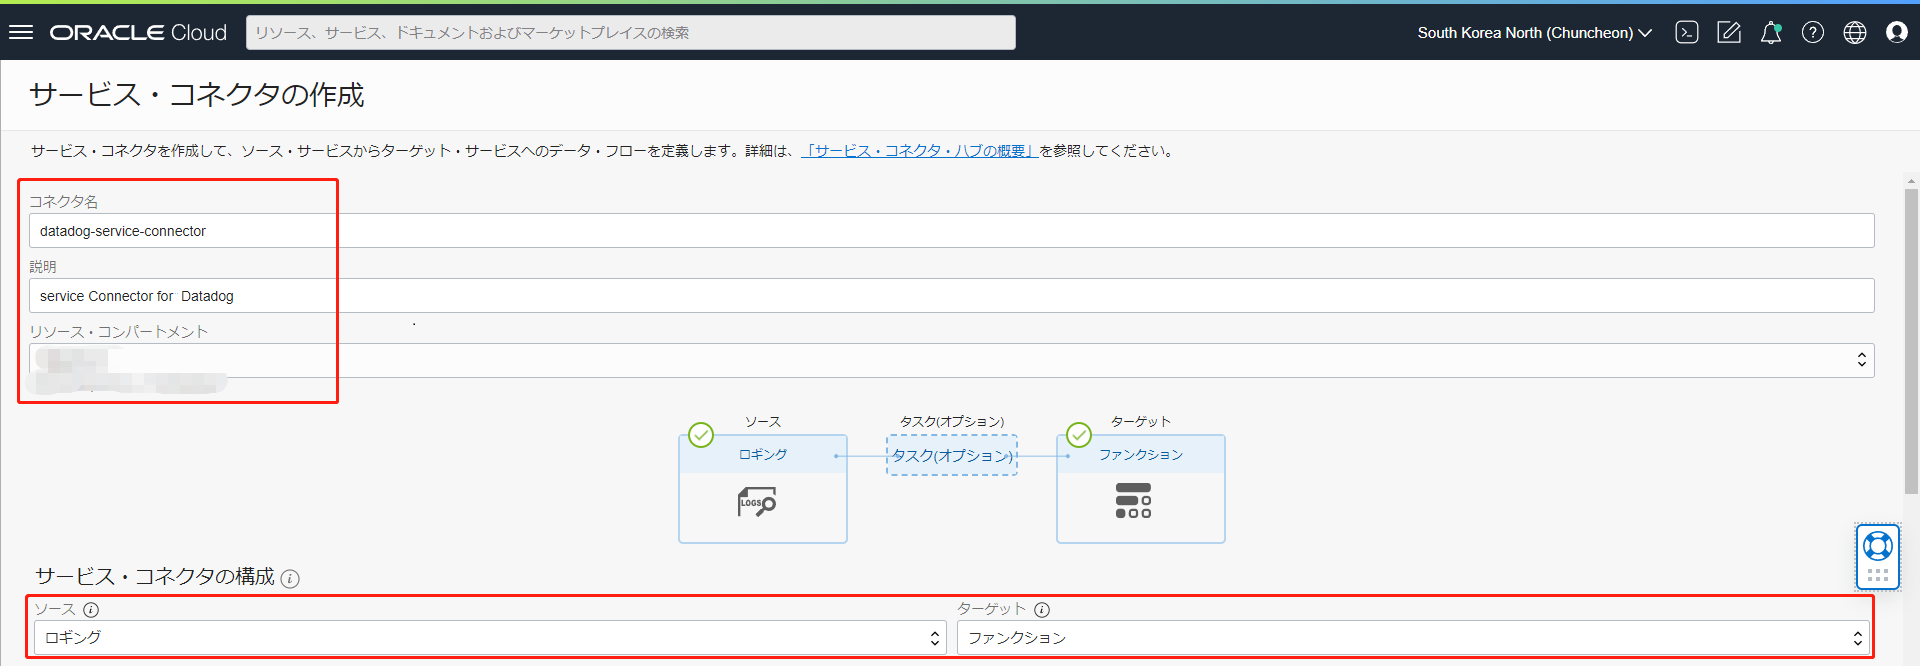 ORACLE Cloud
リソース、サービス、ドキュメントおよびマーケットプレイスの検索
South Korea North (Chuncheon)
サービス・コネクタの作成
サービス・コネクタを作成して、ソース・サービスからターゲット・サービスへのデータ・フローを定義します。詳細は、「サービス・コネクタ・ハブの概要」を参照してください。
コネクタ名
datadog-service-connector
説明
service Connector for Datadog
リソース・コンパートメント
ソース
タスク(オプション)
ターゲット
ロギング
タスク(オプション)
ファンクション
LOGS
サービス・コネクタの構成
ソース
ターゲット
ロギング
ファンクション